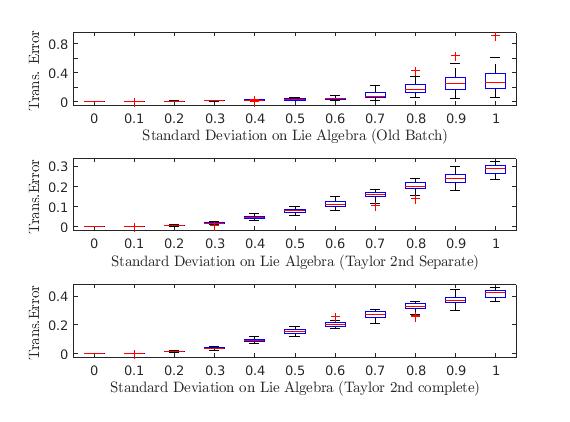 Trans. Error
0.8
0.4
0
0 0.1 0.2 0.3 0.4 0.5 0.6 0.7 0.8 0.9 1
Standard Deviation on Lie Algebra (Old Batch)
Trans.Error
0.3
0.2
0.1
0
0 0.1 0.2 0.3 0.4 0.5 0.6 0.7 0.8 0.9 1
Standard Deviation on Lie Algebra (Taylor 2nd Separate)
Trans.Error
0.4
0.2
0
0 0.1 0.2 0.3 0.4 0.5 0.6 0.7 0.8 0.9 1
Standard Deviation on Lie Algebra (Taylor 2nd complete)